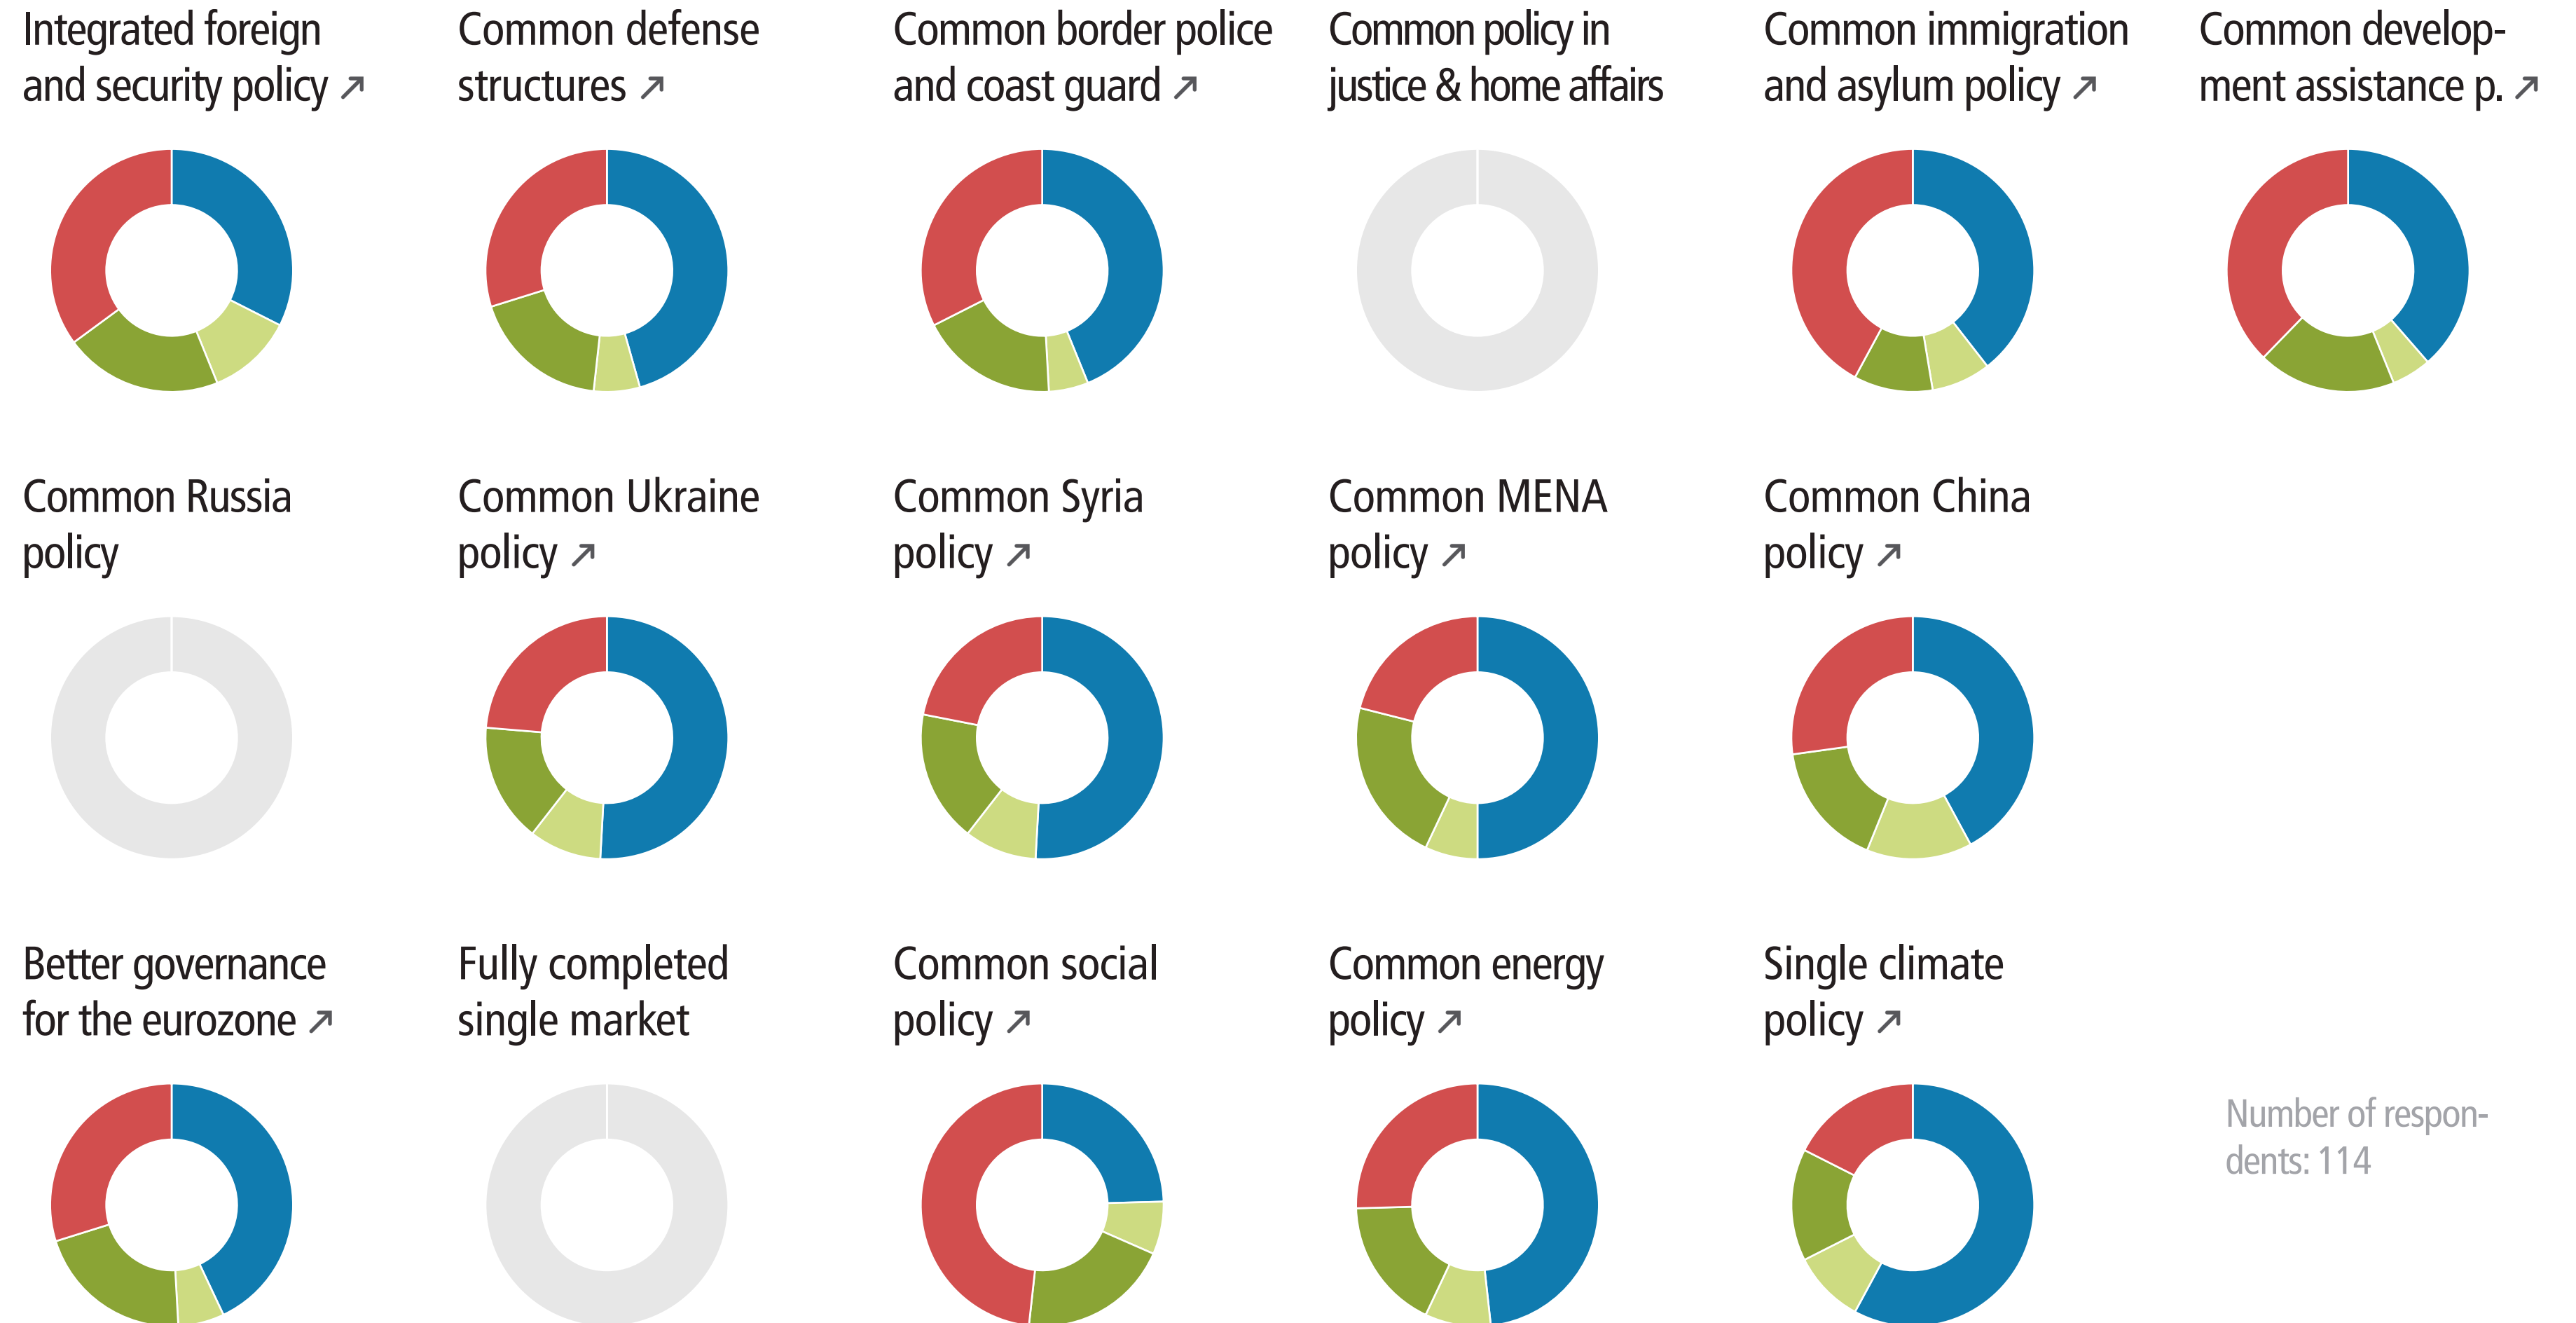 Integrated foreign
and security policy ↗
Common defense
structures ↗
Common border police
and coast guard ↗
Common policy in
justice & home affairs
Common immigration
and asylum policy ↗
Common develop-
ment assistance p. ↗
Common Russia
policy
Common Ukraine
policy ↗
Common Syria
policy ↗
Common MENA
policy ↗
Common China
policy ↗
Better governance
for the eurozone ↗
Fully completed
single market
Common social
policy ↗
Common energy
policy ↗
Single climate
policy ↗
Number of respon-
dents: 114